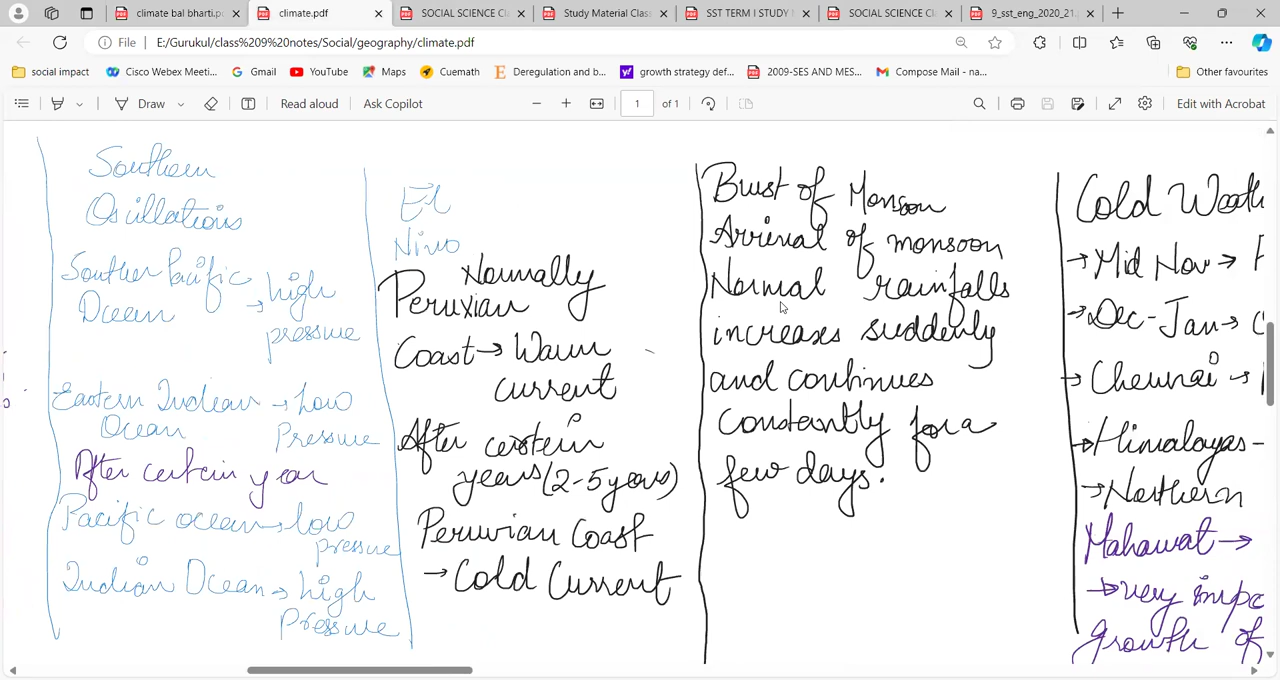 climate bal bharti.p
climate.pdf
SOCIAL SCIENCE Cl
Study Material Class
SST TERM I STUDY M
SOCIAL SCIENCE Cl
9_sst_eng_2020_21.p
File
E:/Gurukul/class%209%20notes/Social/geography/climate.pdf
social impact
Cisco Webex Meeti...
Gmail
YouTube
Maps
Cuemath
Deregulation and b...
growth strategy def...
2009-SES AND MES...
Compose Mail - na...
Other favourites
Draw
Read aloud
Ask Copilot
1
of 1
Edit with Acrobat
Southern
Oscillations
Souther Pacific
Ocean
→ high
pressure
Eastern Indian → low
Ocean Pressure
After certain year
Pacific ocean → low
pressure
Indian Ocean → high
Pressure
El
Nino
Normally
Peruvian
Coast → Warm
current
After certein
years (2-5 years)
Peruvian Coast
→ Cold Current
Brust of Monsoon
Arrival of monsoon
Normal rainfalls
increases suddenly
and continues
constantly for a
few days.
Cold Weath
→ Mid Nov →
→ Dec-Jan →
→ Chennai →
→ Himalayas -
→ Northern
Mahawat →
→ very impo
growth of